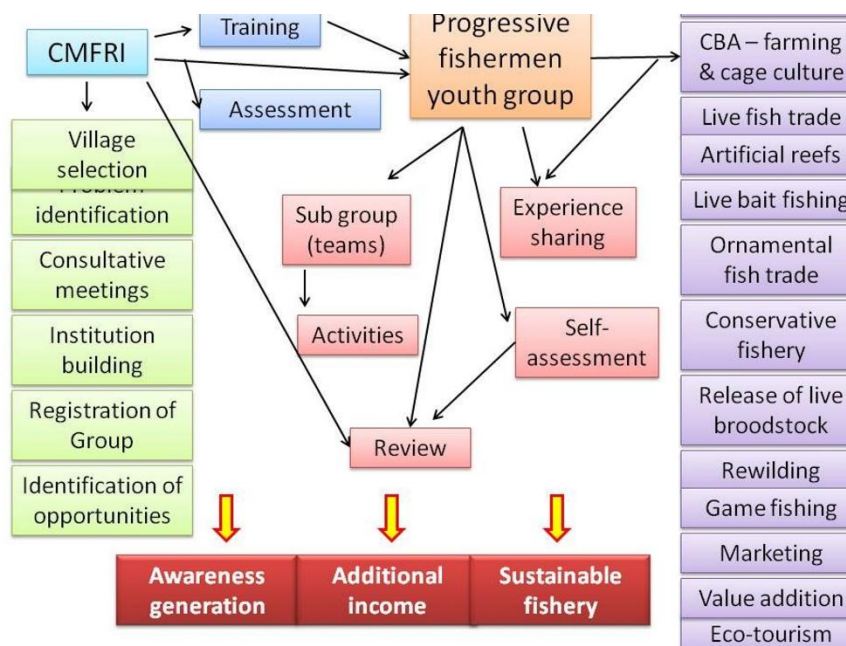 CMFRI
Training
Assessment
Progressive
fishermen
youth group
Village
selection
Problem
identification
Consultative
meetings
Institution
building
Registration of
Group
Identification of
opportunities
Sub group
(teams)
Activities
Experience
sharing
Self-
assessment
Review
Awareness
generation
Additional
income
Sustainable
fishery
CBA – farming
& cage culture
Live fish trade
Artificial reefs
Live bait fishing
Ornamental
fish trade
Conservative
fishery
Release of live
broodstock
Rewilding
Game fishing
Marketing
Value addition
Eco-tourism